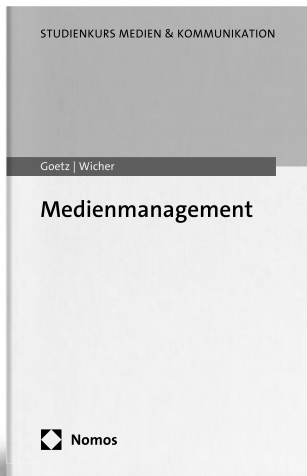 STUDIENKURS MEDIEN & KOMMUNIKATION
Goetz | Wicher
Medienmanagement
Nomos